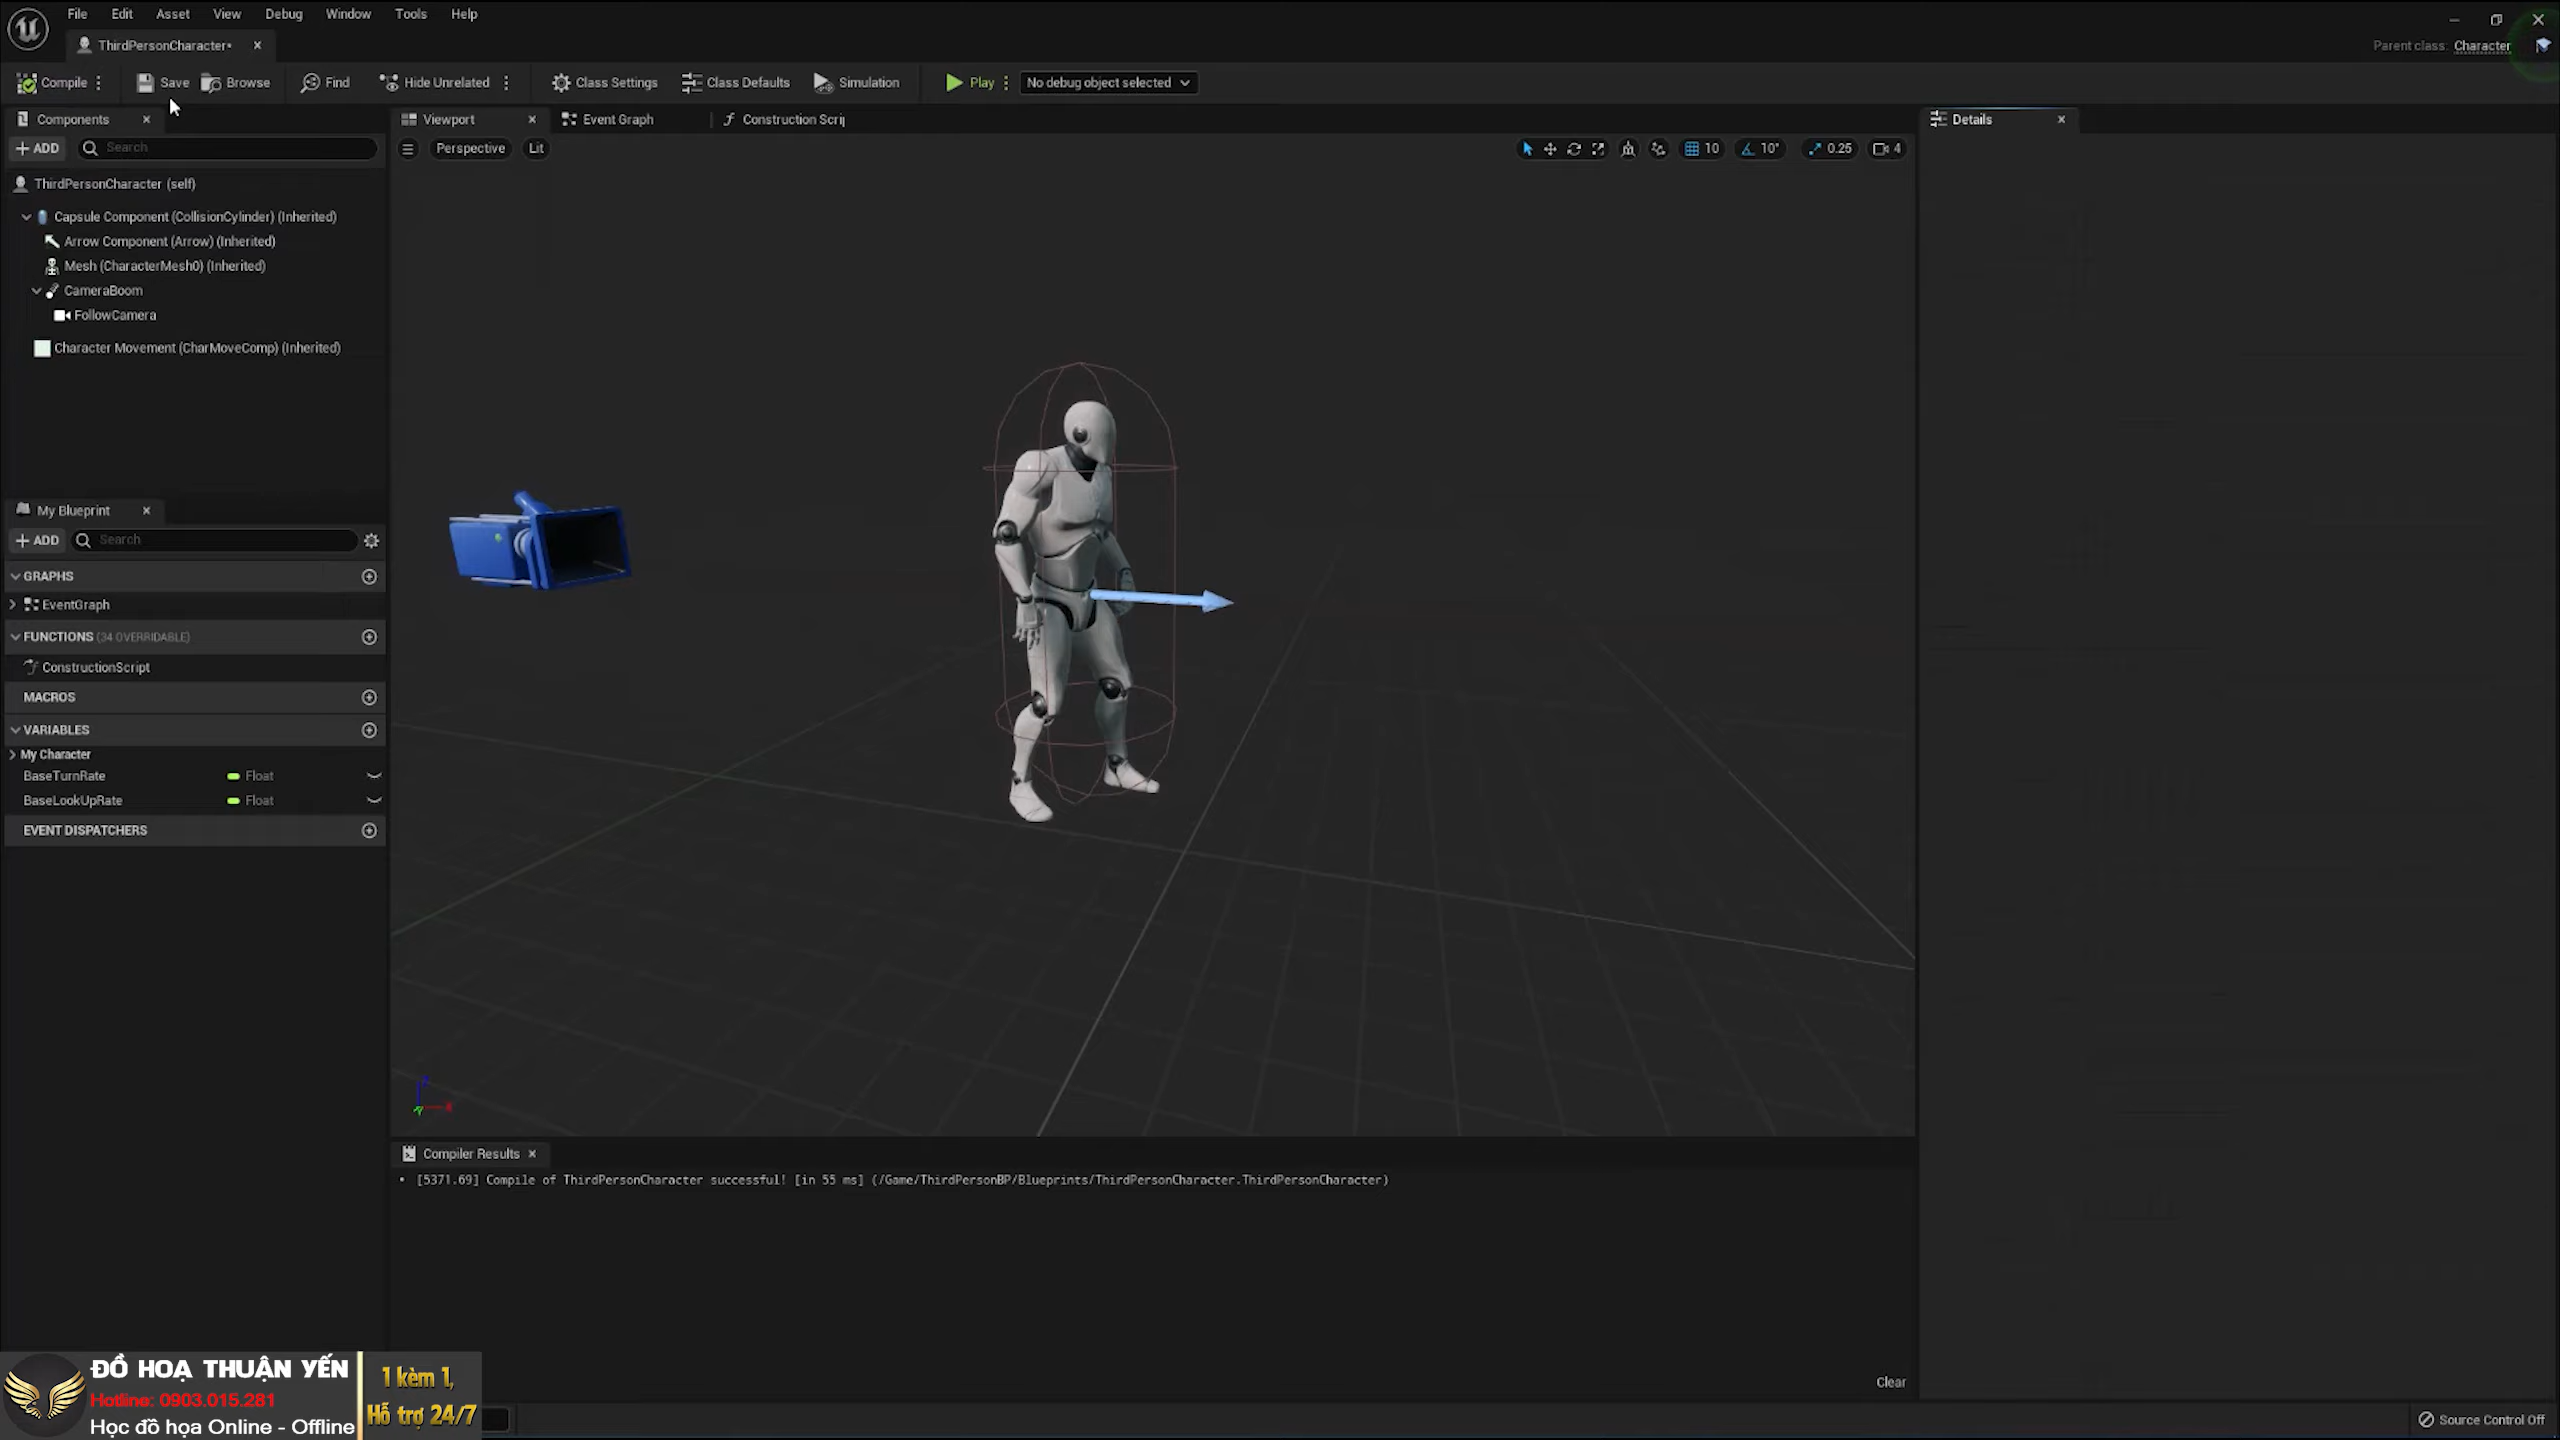 File Edit Asset View Debug Window Tools Help
ThirdPersonCharacter*
Parent class: Character
Compile Save Browse Find Hide Unrelated Class Settings Class Defaults Simulation Play No debug object selected
Components
Viewport Event Graph Construction Scrip
Details
+ ADD Search
Perspective Lit
10 10° 0.25 4
ThirdPersonCharacter (self)
Capsule Component (CollisionCylinder) (Inherited)
Arrow Component (Arrow) (Inherited)
Mesh (CharacterMesh0) (Inherited)
CameraBoom
FollowCamera
Character Movement (CharMoveComp) (Inherited)
My Blueprint
+ ADD Search
GRAPHS
EventGraph
FUNCTIONS (34 OVERRIDABLE)
ConstructionScript
MACROS
VARIABLES
My Character
BaseTurnRate Float
BaseLookUpRate Float
EVENT DISPATCHERS
Compiler Results
[5371.69] Compile of ThirdPersonCharacter successful! [in 55 ms] (/Game/ThirdPersonBP/Blueprints/ThirdPersonCharacter.ThirdPersonCharacter)
Clear
ĐỒ HOẠ THUẬN YẾN
Hotline: 0903.015.281
Học đồ họa Online - Offline
1 kèm 1,
Hỗ trợ 24/7
Source Control Off